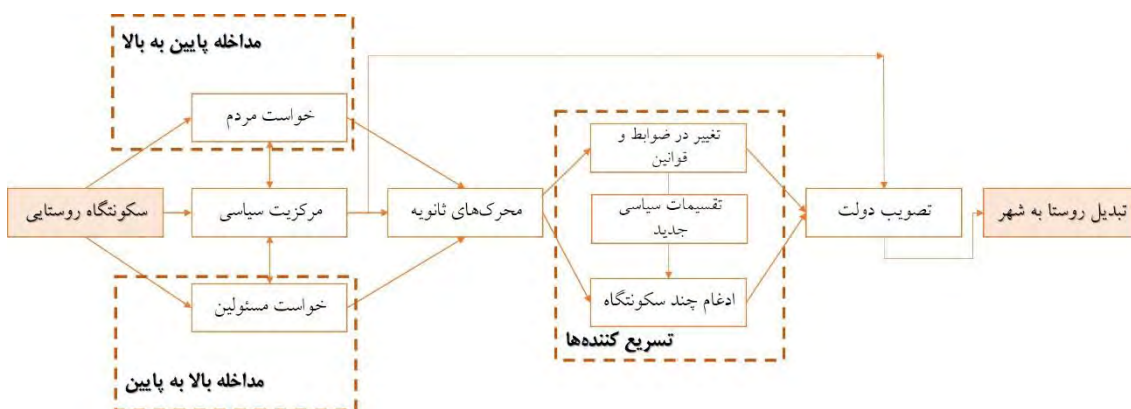 مداخله پایین به بالا
خواست مردم
سکونتگاه روستایی
مرکزیت سیاسی
خواست مسئولین
مداخله بالا به پایین
محرک‌های ثانویه
تغییر در ضوابط و
قوانین
تقسیمات سیاسی
جدید
ادغام چند سکونتگاه
تسریع کننده‌ها
تصویب دولت
تبدیل روستا به شهر